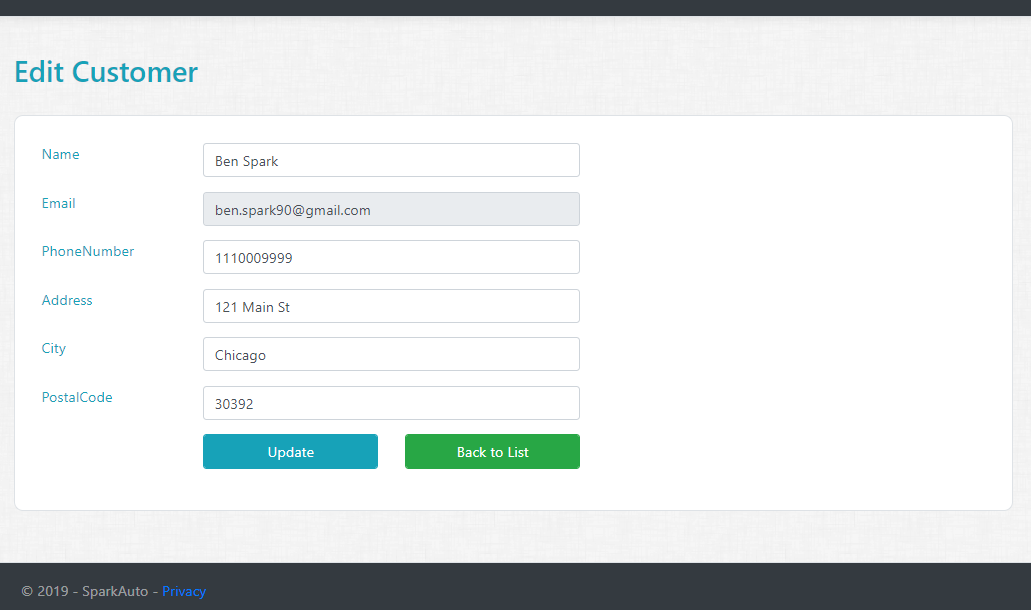 Edit Customer
Name Ben Spark
Email ben.spark90@gmail.com
PhoneNumber 1110009999
Address 121 Main St
City Chicago
PostalCode 30392
Update Back to List
© 2019 - SparkAuto - Privacy